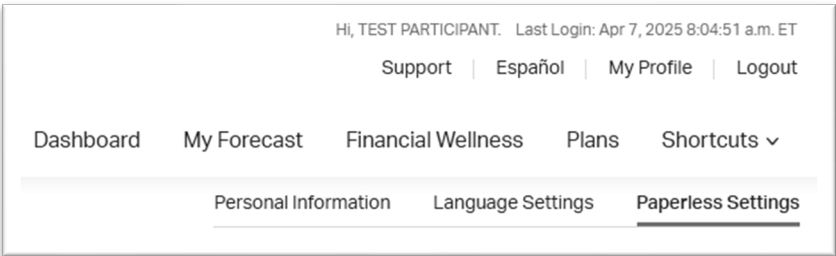 Hi, TEST PARTICIPANT. Last Login: Apr 7, 2025 8:04:51 a.m. ET
Support Español My Profile Logout
Dashboard My Forecast Financial Wellness Plans Shortcuts
Personal Information Language Settings Paperless Settings